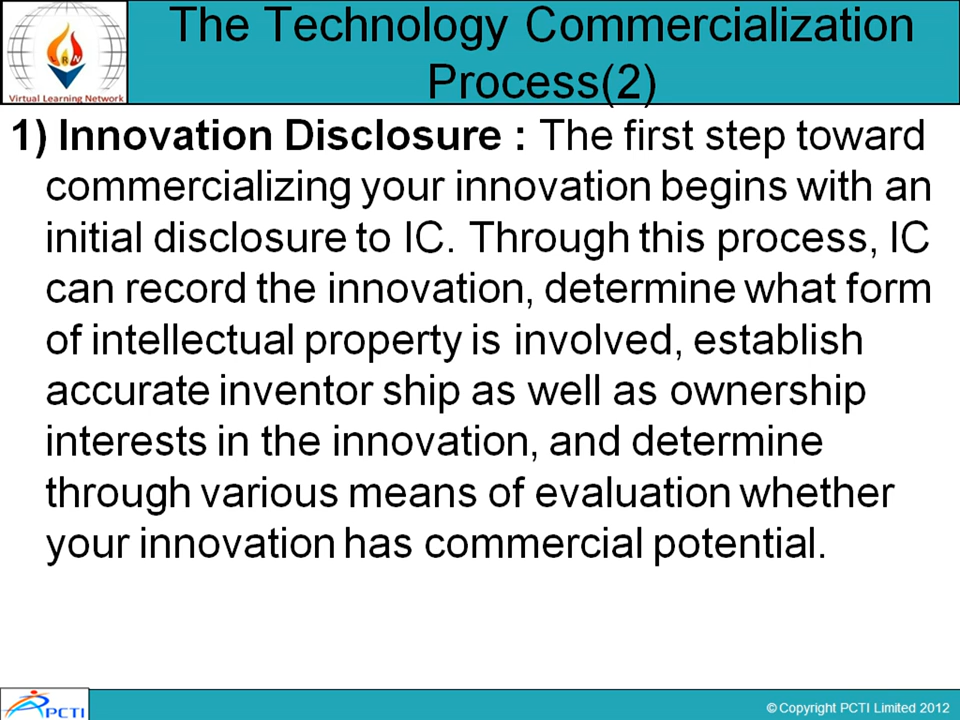 The Technology Commercialization
Process(2)
RN
Virtual Learning Network
1) Innovation Disclosure : The first step toward
commercializing your innovation begins with an
initial disclosure to IC. Through this process, IC
can record the innovation, determine what form
of intellectual property is involved, establish
accurate inventor ship as well as ownership
interests in the innovation, and determine
through various means of evaluation whether
your innovation has commercial potential.
PCTI
© Copyright PCTI Limited 2012